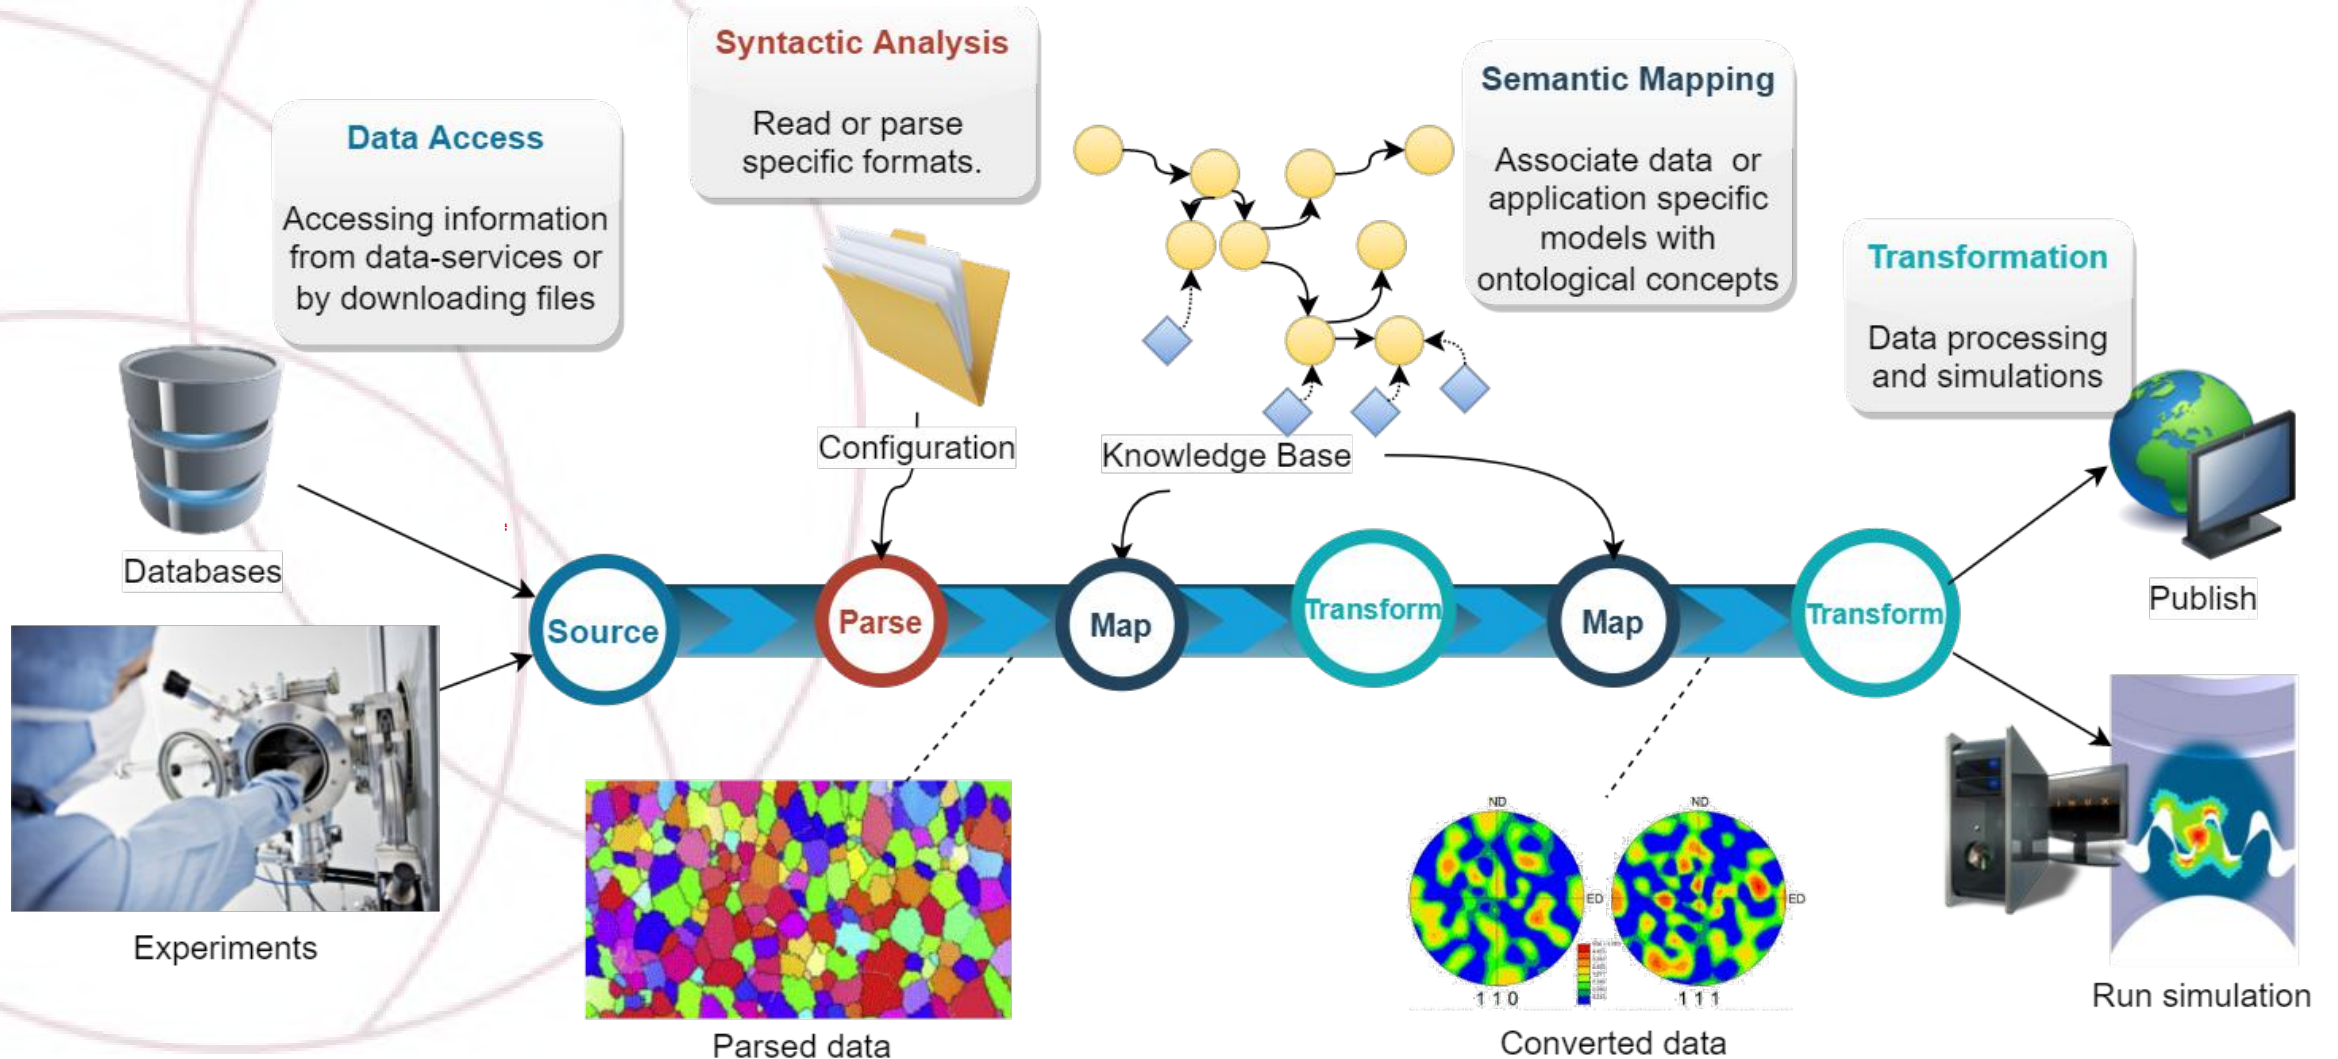 Syntactic Analysis
Read or parse
specific formats.
Semantic Mapping
Associate data or
application specific
models with
ontological concepts
Data Access
Accessing information
from data-services or
by downloading files
Transformation
Data processing
and simulations
Configuration
Knowledge Base
Databases
Publish
Source
Parse
Map
Transform
Map
Transform
Experiments
Parsed data
ND
ND
ED
ED
1 1 0
1 1 1
Converted data
Run simulation